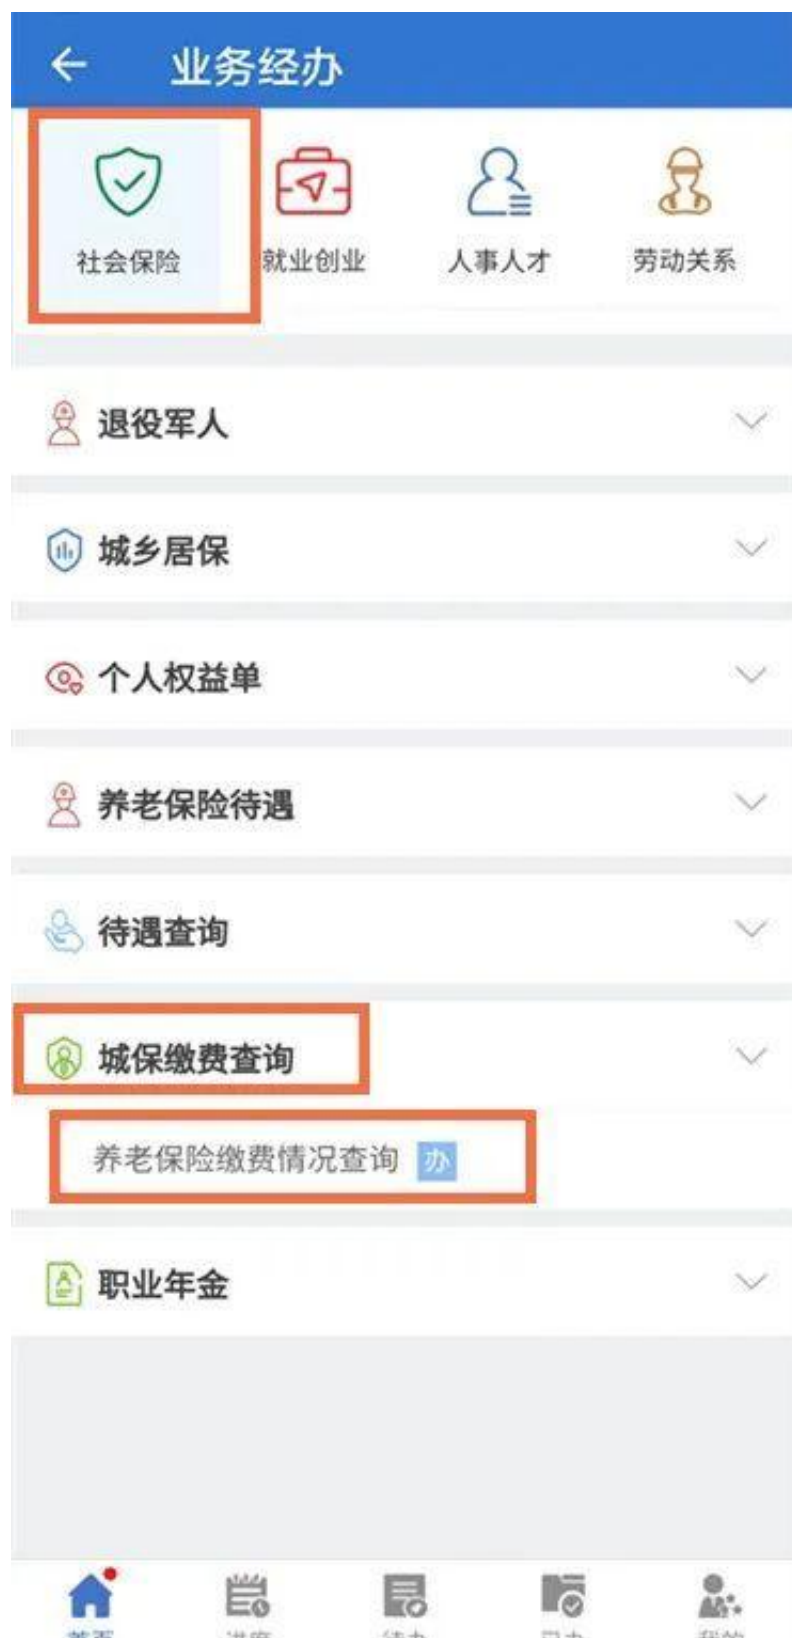 业务经办
社会保险 就业创业 人事人才 劳动关系
退役军人
城乡居保
个人权益单
养老保险待遇
待遇查询
城保缴费查询
养老保险缴费情况查询 办
职业年金